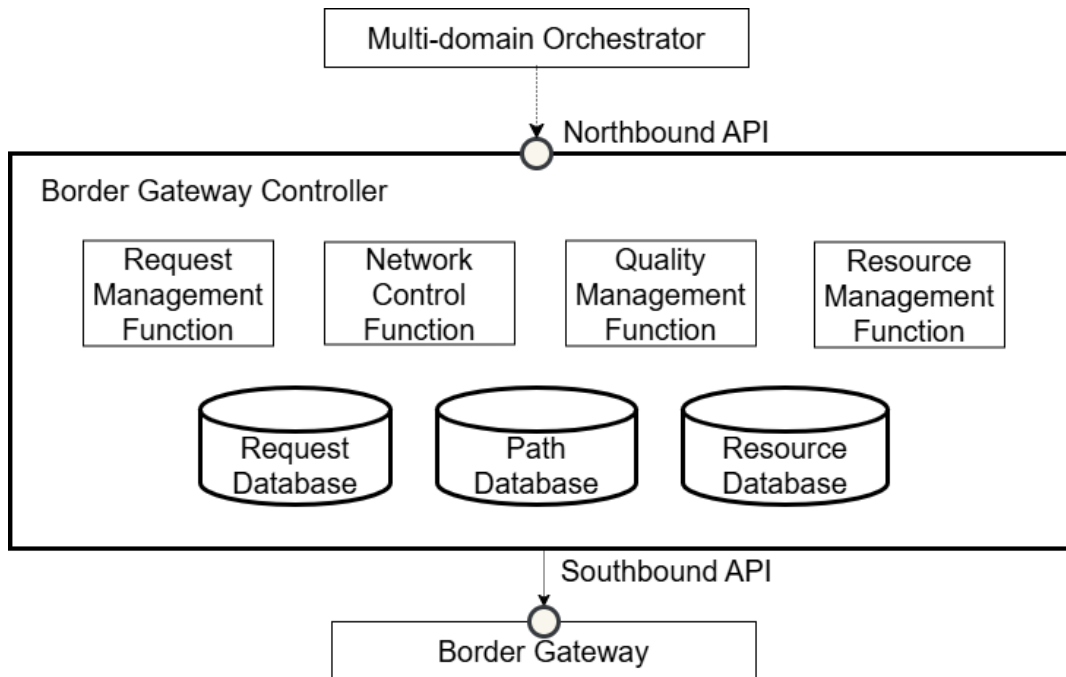 Multi-domain Orchestrator
Northbound API
Border Gateway Controller
Request
Management
Function
Network
Control
Function
Quality
Management
Function
Resource
Management
Function
Request
Database
Path
Database
Resource
Database
Southbound API
Border Gateway